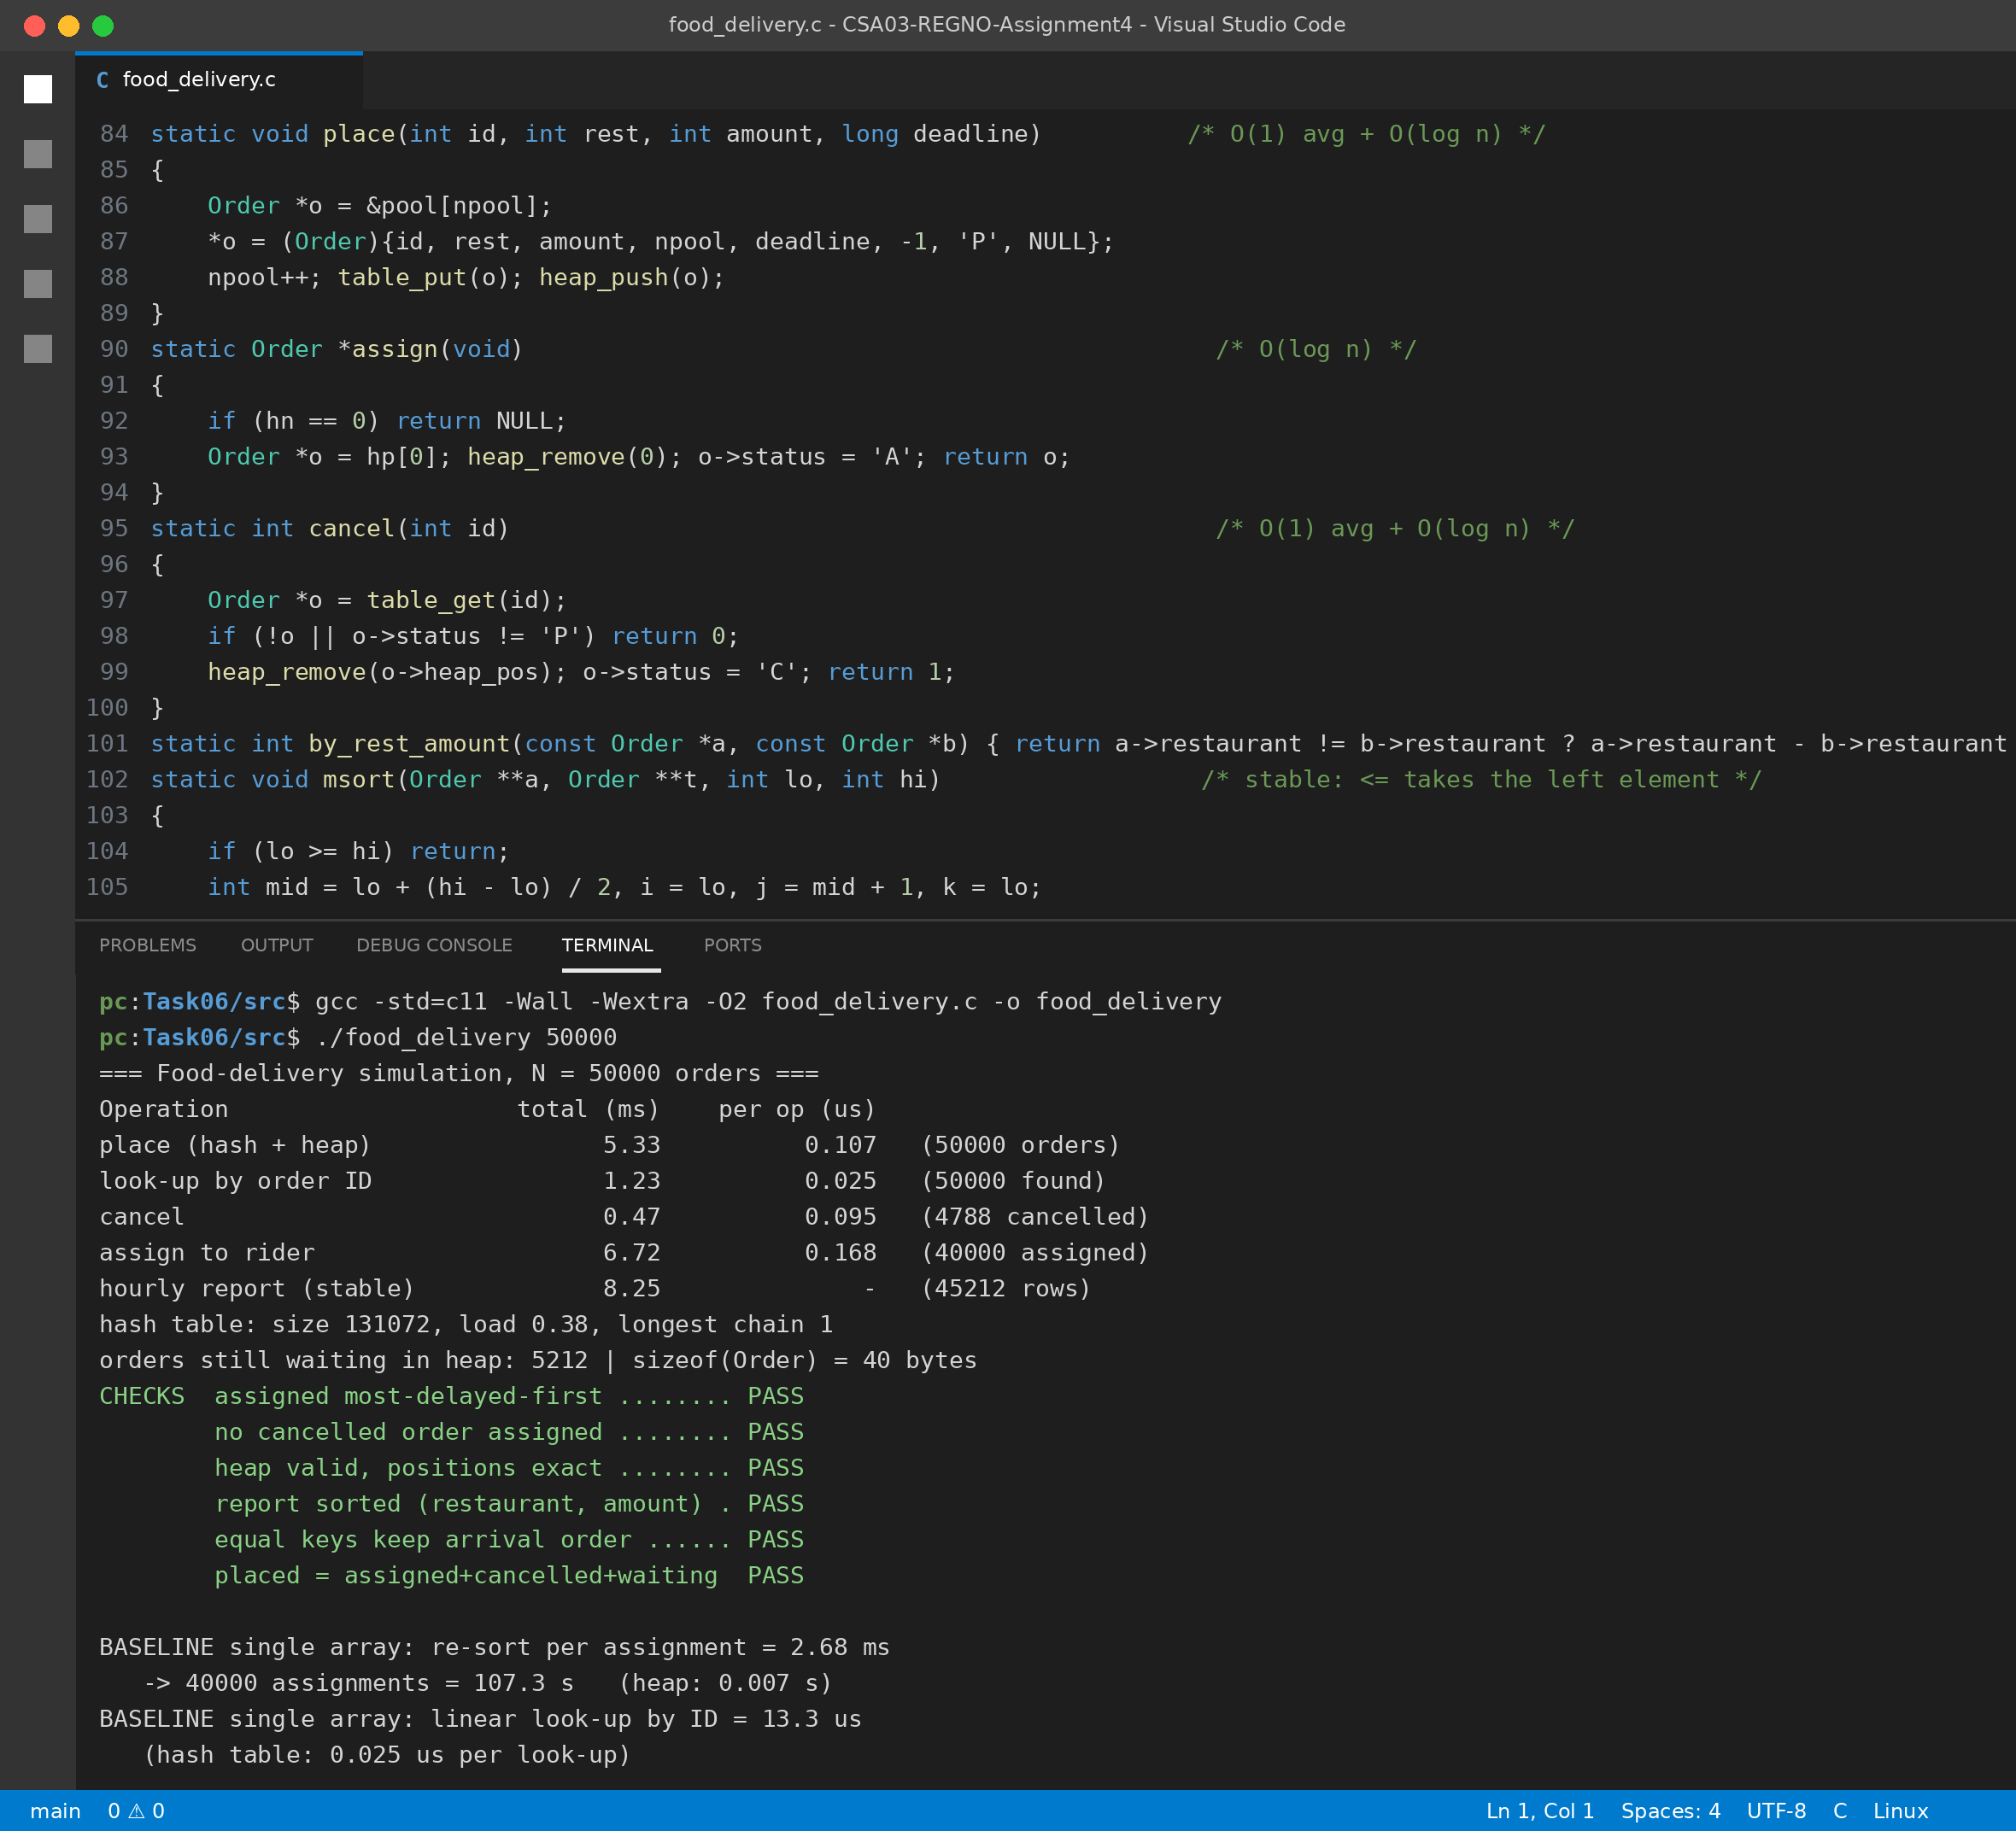 food_delivery.c - CSA03-REGNO-Assignment4 - Visual Studio Code
C food_delivery.c
84 static void place(int id, int rest, int amount, long deadline)          /* O(1) avg + O(log n) */
85 {
86     Order *o = &pool[npool];
87     *o = (Order){id, rest, amount, npool, deadline, -1, 'P', NULL};
88     npool++; table_put(o); heap_push(o);
89 }
90 static Order *assign(void)                                                /* O(log n) */
91 {
92     if (hn == 0) return NULL;
93     Order *o = hp[0]; heap_remove(0); o->status = 'A'; return o;
94 }
95 static int cancel(int id)                                                 /* O(1) avg + O(log n) */
96 {
97     Order *o = table_get(id);
98     if (!o || o->status != 'P') return 0;
99     heap_remove(o->heap_pos); o->status = 'C'; return 1;
100 }
101 static int by_rest_amount(const Order *a, const Order *b) { return a->restaurant != b->restaurant ? a->restaurant - b->restaurant
102 static void msort(Order **a, Order **t, int lo, int hi)                  /* stable: <= takes the left element */
103 {
104     if (lo >= hi) return;
105     int mid = lo + (hi - lo) / 2, i = lo, j = mid + 1, k = lo;
PROBLEMS OUTPUT DEBUG CONSOLE TERMINAL PORTS
pc:Task06/src$ gcc -std=c11 -Wall -Wextra -O2 food_delivery.c -o food_delivery
pc:Task06/src$ ./food_delivery 50000
=== Food-delivery simulation, N = 50000 orders ===
Operation                    total (ms)    per op (us)
place (hash + heap)                5.33          0.107   (50000 orders)
look-up by order ID                1.23          0.025   (50000 found)
cancel                             0.47          0.095   (4788 cancelled)
assign to rider                    6.72          0.168   (40000 assigned)
hourly report (stable)             8.25              -   (45212 rows)
hash table: size 131072, load 0.38, longest chain 1
orders still waiting in heap: 5212 | sizeof(Order) = 40 bytes
CHECKS  assigned most-delayed-first ........ PASS
        no cancelled order assigned ........ PASS
        heap valid, positions exact ........ PASS
        report sorted (restaurant, amount) . PASS
        equal keys keep arrival order ...... PASS
        placed = assigned+cancelled+waiting  PASS
BASELINE single array: re-sort per assignment = 2.68 ms
   -> 40000 assignments = 107.3 s   (heap: 0.007 s)
BASELINE single array: linear look-up by ID = 13.3 us
   (hash table: 0.025 us per look-up)
main 0 ⚠ 0 Ln 1, Col 1 Spaces: 4 UTF-8 C Linux